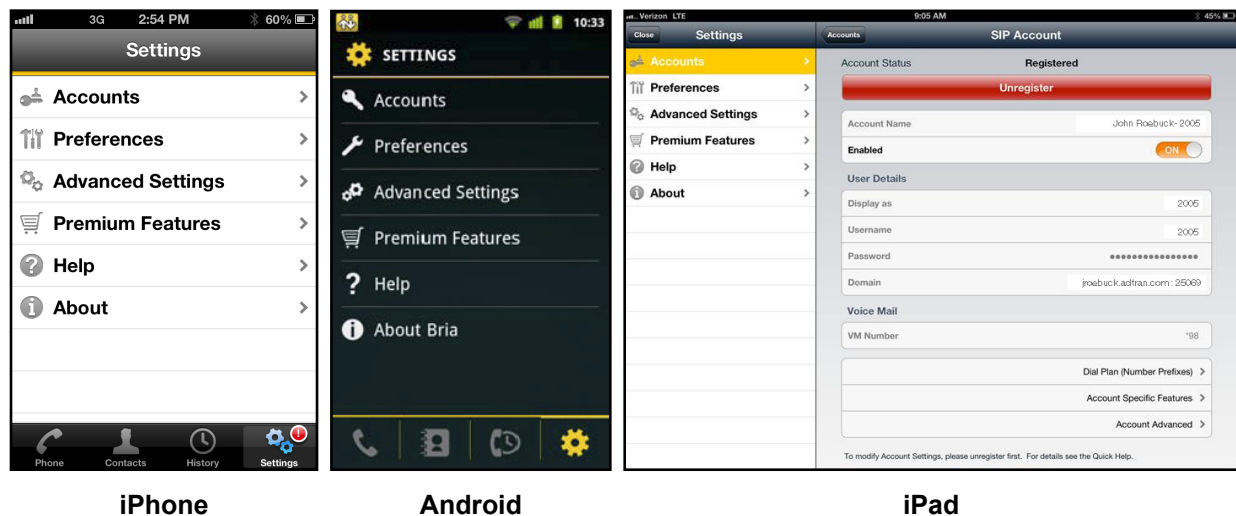 3G 2:54 PM 60%
Settings
Accounts
Preferences
Advanced Settings
Premium Features
Help
About
Phone Contacts History Settings
iPhone
10:33
SETTINGS
Accounts
Preferences
Advanced Settings
Premium Features
Help
About Bria
Android
Verizon LTE 9:05 AM 45%
Close Settings
Accounts
Preferences
Advanced Settings
Premium Features
Help
About
Accounts SIP Account
Account Status Registered
Unregister
Account Name John Roebuck-2005
Enabled ON
User Details
Display as 2005
Username 2005
Password ●●●●●●●●●●●●●●●●
Domain jroebuck.adtran.com:25069
Voice Mail
VM Number *98
Dial Plan (Number Prefixes)
Account Specific Features
Account Advanced
To modify Account Settings, please unregister first. For details see the Quick Help.
iPad